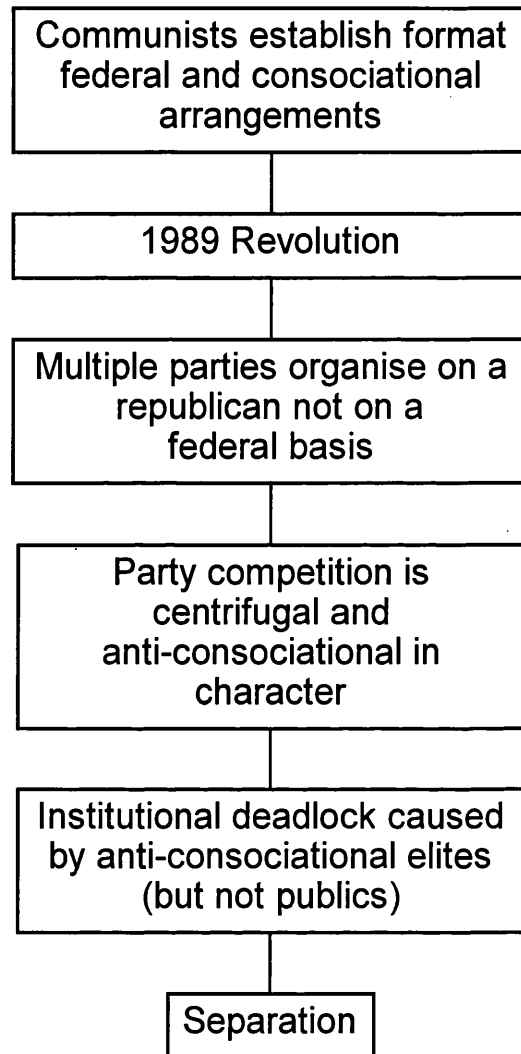 Communists establish format
federal and consociational
arrangements
1989 Revolution
Multiple parties organise on a
republican not on a
federal basis
Party competition is
centrifugal and
anti-consociational in
character
Institutional deadlock caused
by anti-consociational elites
(but not publics)
Separation